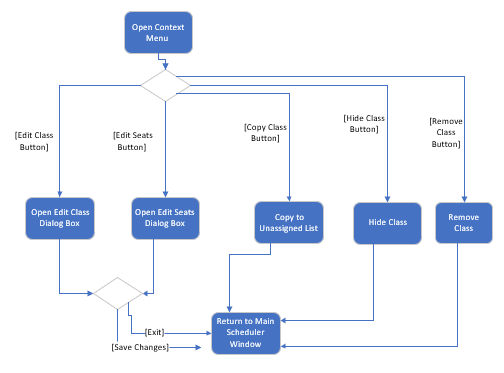 Open Context
Menu
[Edit Class
Button]
[Edit Seats
Button]
[Copy Class
Button]
[Hide Class
Button]
[Remove
Class
Button]
Open Edit Class
Dialog Box
Open Edit Seats
Dialog Box
Copy to
Unassigned List
Hide Class
Remove
Class
Return to Main
Scheduler
Window
[Exit]
[Save Changes]